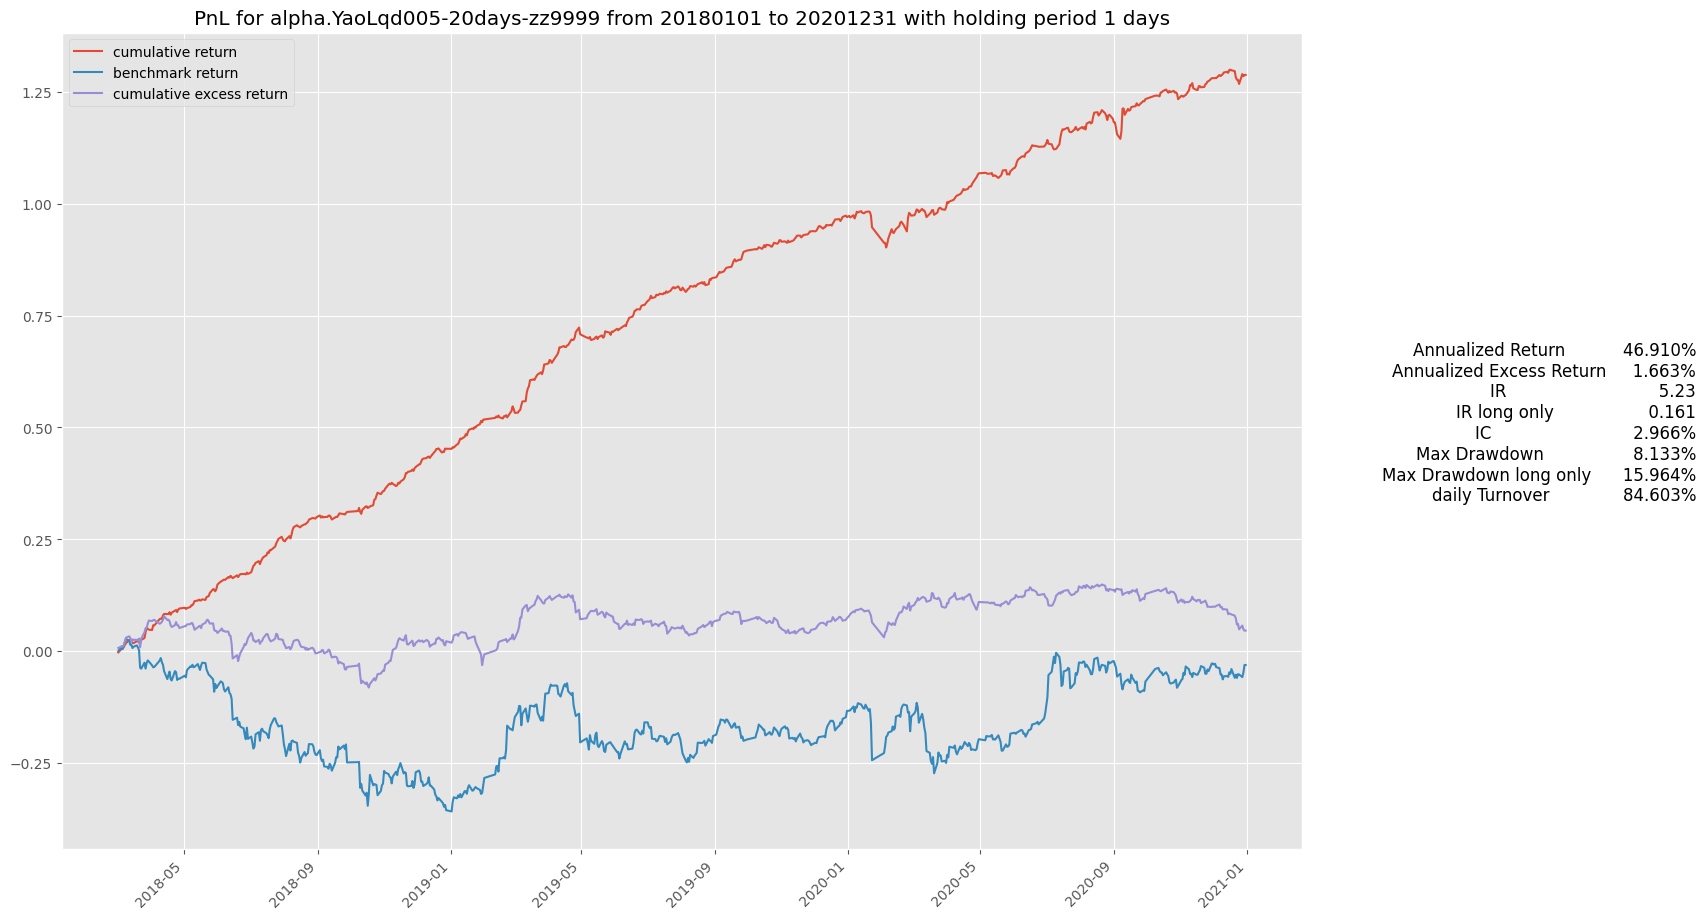 PnL for alpha.YaoLqd005-20days-zz9999 from 20180101 to 20201231 with holding period 1 days
cumulative return
benchmark return
cumulative excess return
1.25
1.00
0.75
0.50
0.25
0.00
−0.25
2018-05
2018-09
2019-01
2019-05
2019-09
2020-01
2020-05
2020-09
2021-01
Annualized Return 46.910%
Annualized Excess Return 1.663%
IR 5.23
IR long only 0.161
IC 2.966%
Max Drawdown 8.133%
Max Drawdown long only 15.964%
daily Turnover 84.603%